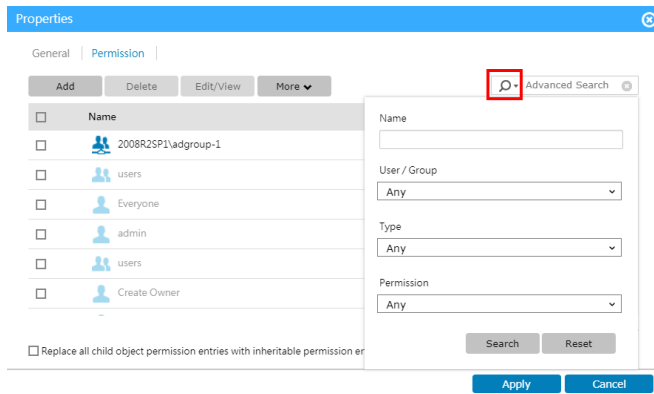 Properties
General
Permission
Add
Delete
Edit/View
More
Advanced Search
Name
2008R2SP1\adgroup-1
users
Everyone
admin
users
Create Owner
Name
User / Group
Any
Type
Any
Permission
Any
Search
Reset
Replace all child object permission entries with inheritable permission er
Apply
Cancel